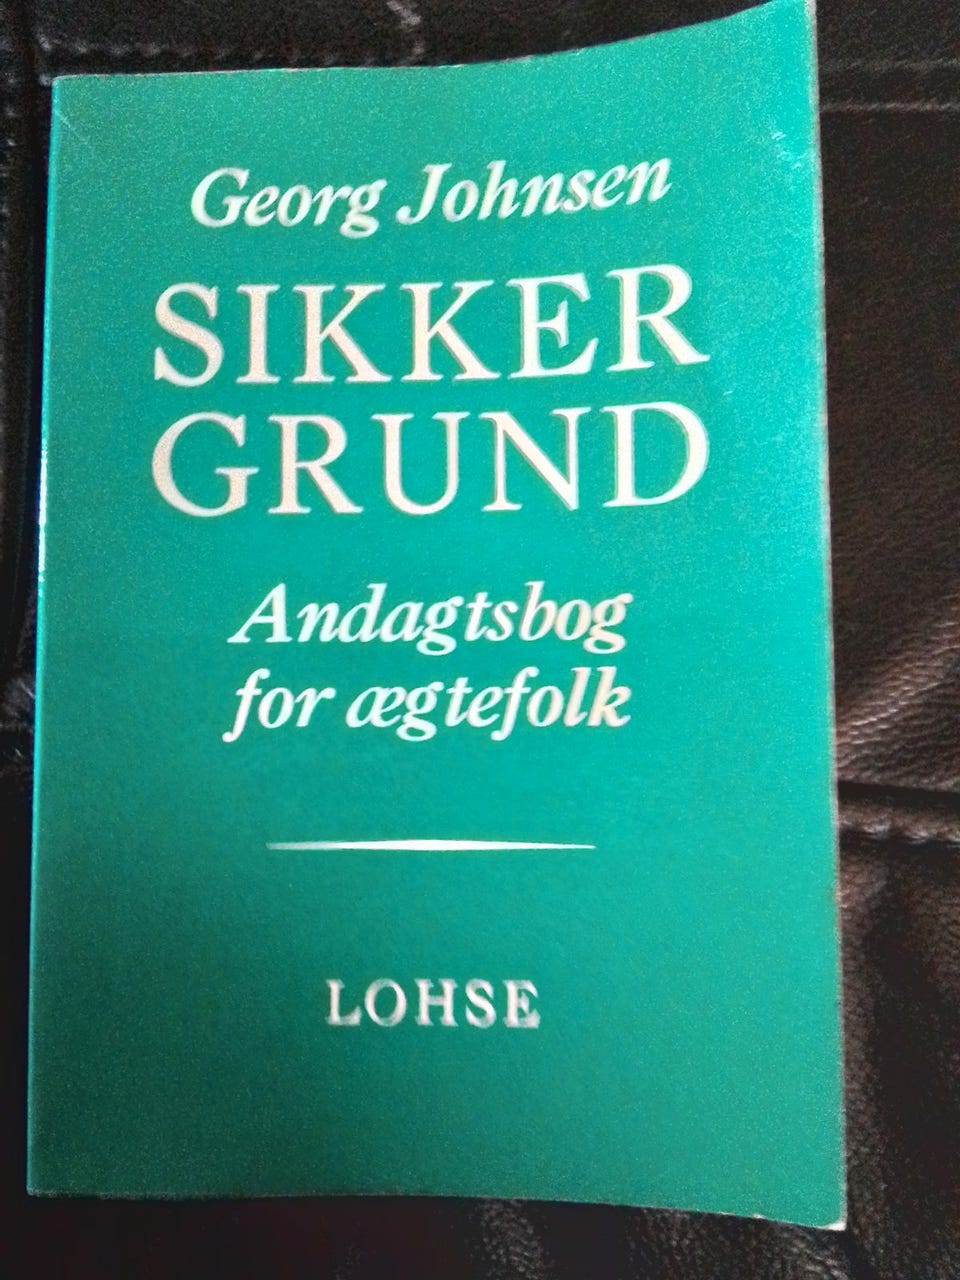 Georg Johnsen
SIKKER
GRUND
Andagtsbog
for ægtefolk
LOHSE